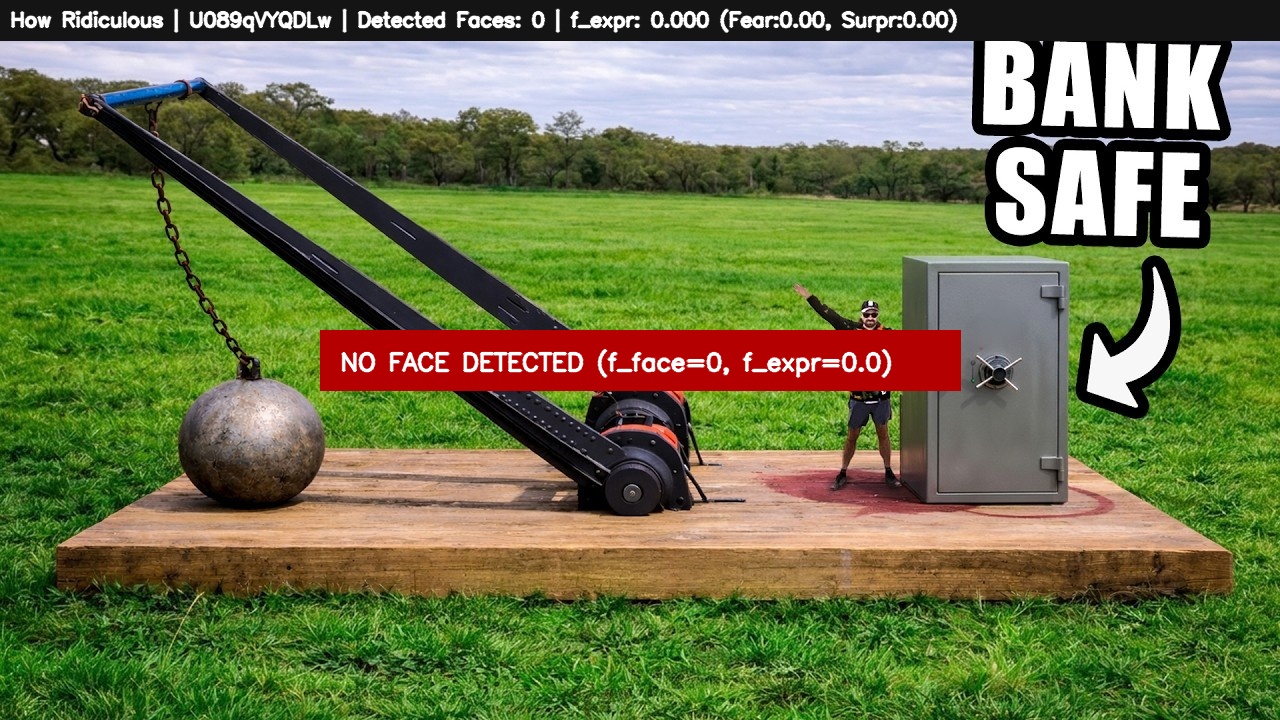 How Ridiculous | U089qVYQDLw | Detected Faces: 0 | f_expr: 0.000 (Fear:0.00, Surpr:0.00)
BANK
SAFE
NO FACE DETECTED (f_face=0, f_expr=0.0)